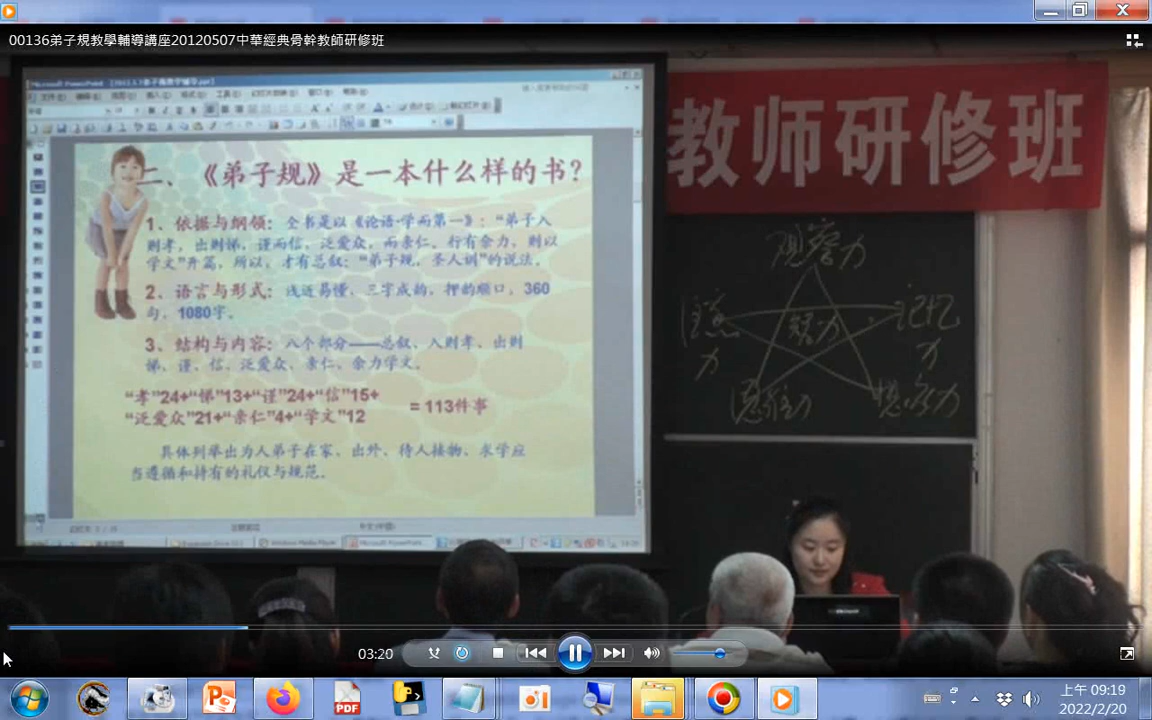 00136弟子規教學輔導講座20120507中華經典骨幹教師研修班
教师研修班
二、《弟子规》是一本什么样的书?
1、依据与纲领：全书是以《论语·学而第一》：“弟子入
则孝，出则悌，谨而信，泛爱众，而亲仁。行有余力，则以
学文”开篇，所以，才有总叙：“弟子规，圣人训”的说法。
2、语言与形式：浅近易懂、三字成韵，押韵顺口，360
句，1080字。
3、结构与内容：八个部分——总叙、入则孝、出则
悌、谨、信、泛爱众、亲仁、余力学文。
“孝”24+“悌”13+“谨”24+“信”15+
“泛爱众”21+“亲仁”4+“学文”12
= 113件事
具体列举出为人弟子在家、出外、待人接物、求学应
当遵循和持有的礼仪与规范。
观察力
注意力
记忆力
智力
思维力
想象力
03:20
PDF
上午 09:19
2022/2/20